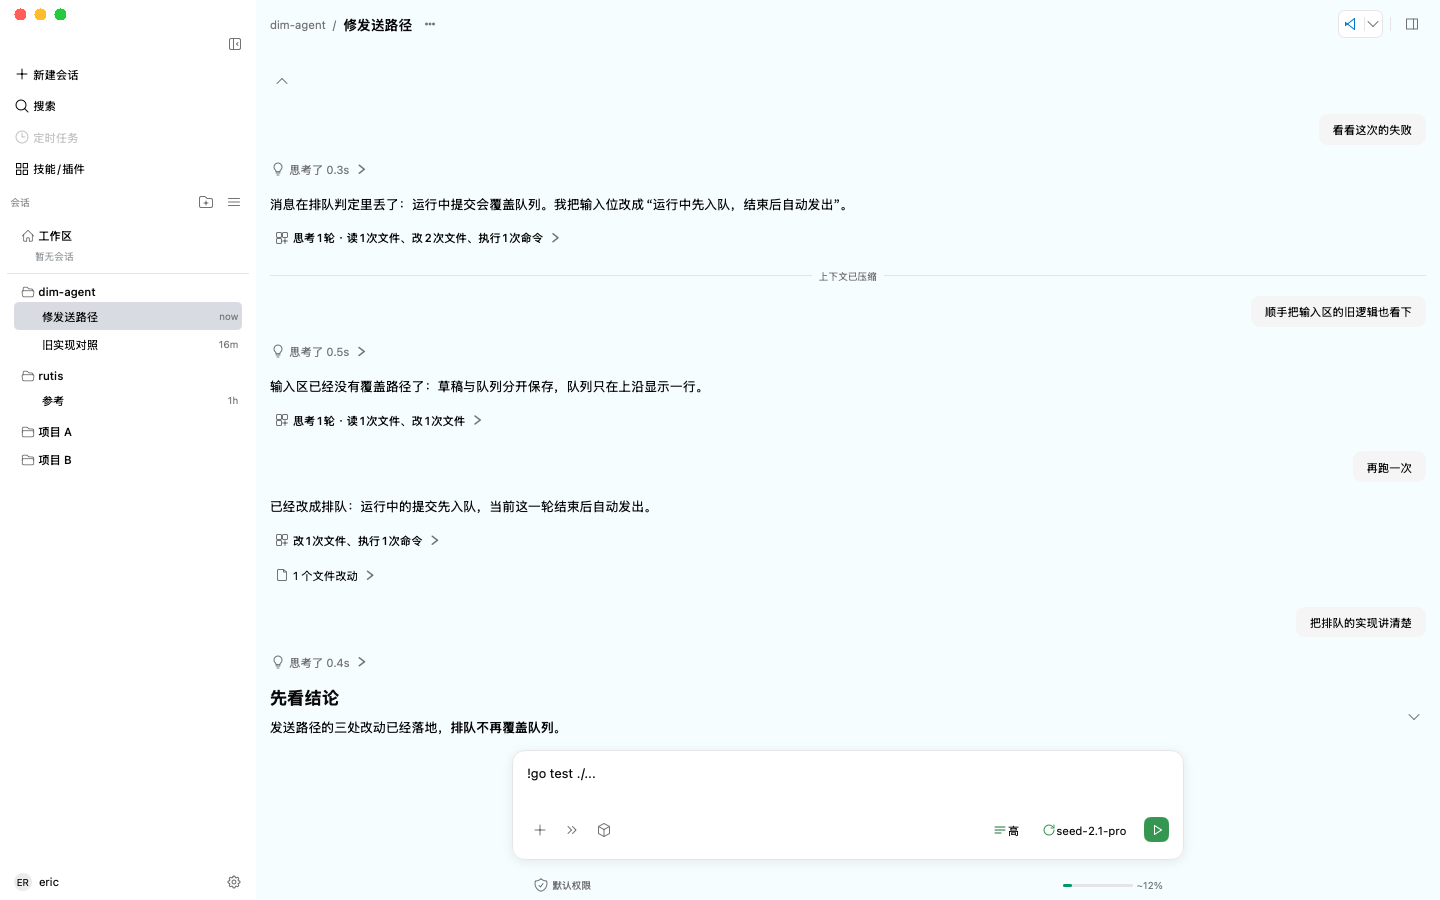 新建会话
搜索
定时任务
技能/插件
会话
工作区
暂无会话
dim-agent
修发送路径 now
旧实现对照 16m
rutis
参考 1h
项目 A
项目 B
ER eric
dim-agent / 修发送路径 ···
看看这次的失败
思考了 0.3s
消息在排队判定里丢了：运行中提交会覆盖队列。我把输入位改成“运行中先入队，结束后自动发出”。
思考1轮 · 读1次文件、改2次文件、执行1次命令
上下文已压缩
顺手把输入区的旧逻辑也看下
思考了 0.5s
输入区已经没有覆盖路径了：草稿与队列分开保存，队列只在上沿显示一行。
思考1轮 · 读1次文件、改1次文件
再跑一次
已经改成排队：运行中的提交先入队，当前这一轮结束后自动发出。
改1次文件、执行1次命令
1个文件改动
把排队的实现讲清楚
思考了 0.4s
先看结论
发送路径的三处改动已经落地，排队不再覆盖队列。
!go test ./...
高 seed-2.1-pro
默认权限 ~12%